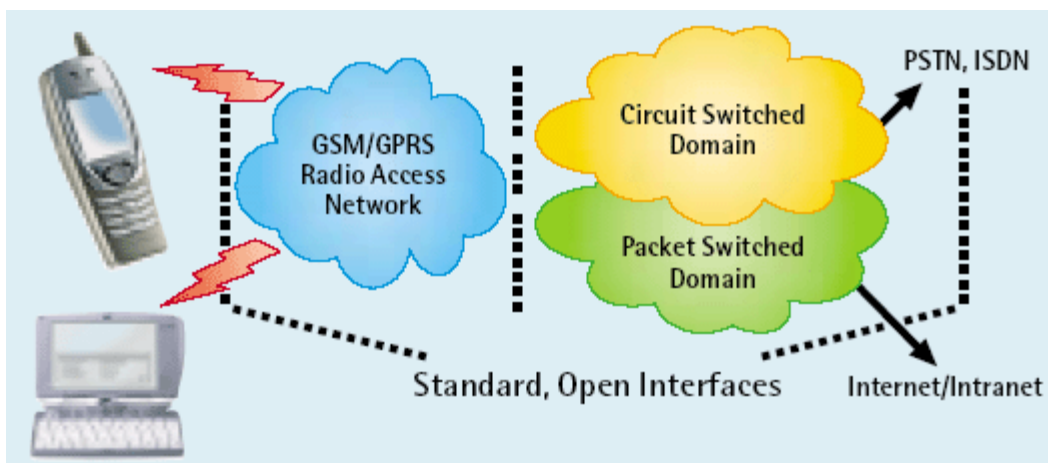 PSTN, ISDN
Circuit Switched
Domain
GSM/GPRS
Radio Access
Network
Packet Switched
Domain
Standard, Open Interfaces
Internet/Intranet